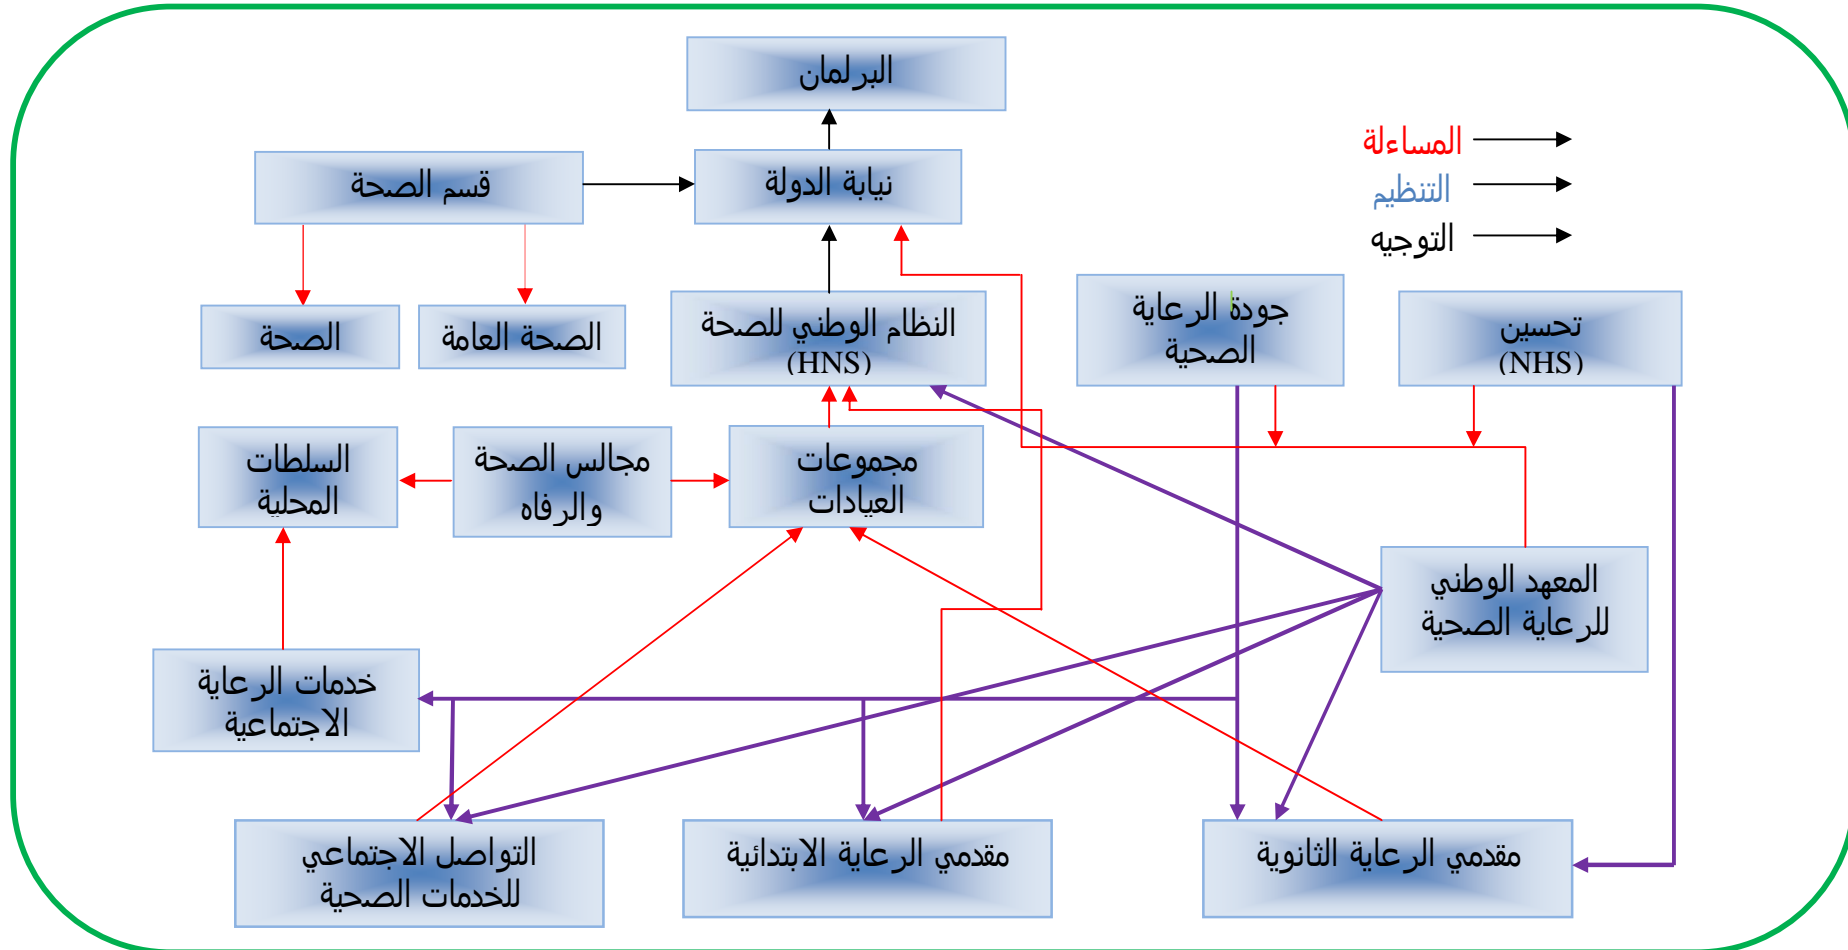 البرلمان
المساءلة
التنظيم
التوجيه
نيابة الدولة
قسم الصحة
تحسين
(NHS)
جودة الرعاية
الصحية
النظام الوطني للصحة
(HNS)
الصحة العامة
الصحة
مجموعات
العيادات
مجالس الصحة
والرفاه
السلطات
المحلية
المعهد الوطني
للرعاية الصحية
خدمات الرعاية
الاجتماعية
مقدمي الرعاية الثانوية
مقدمي الرعاية الابتدائية
التواصل الاجتماعي
للخدمات الصحية